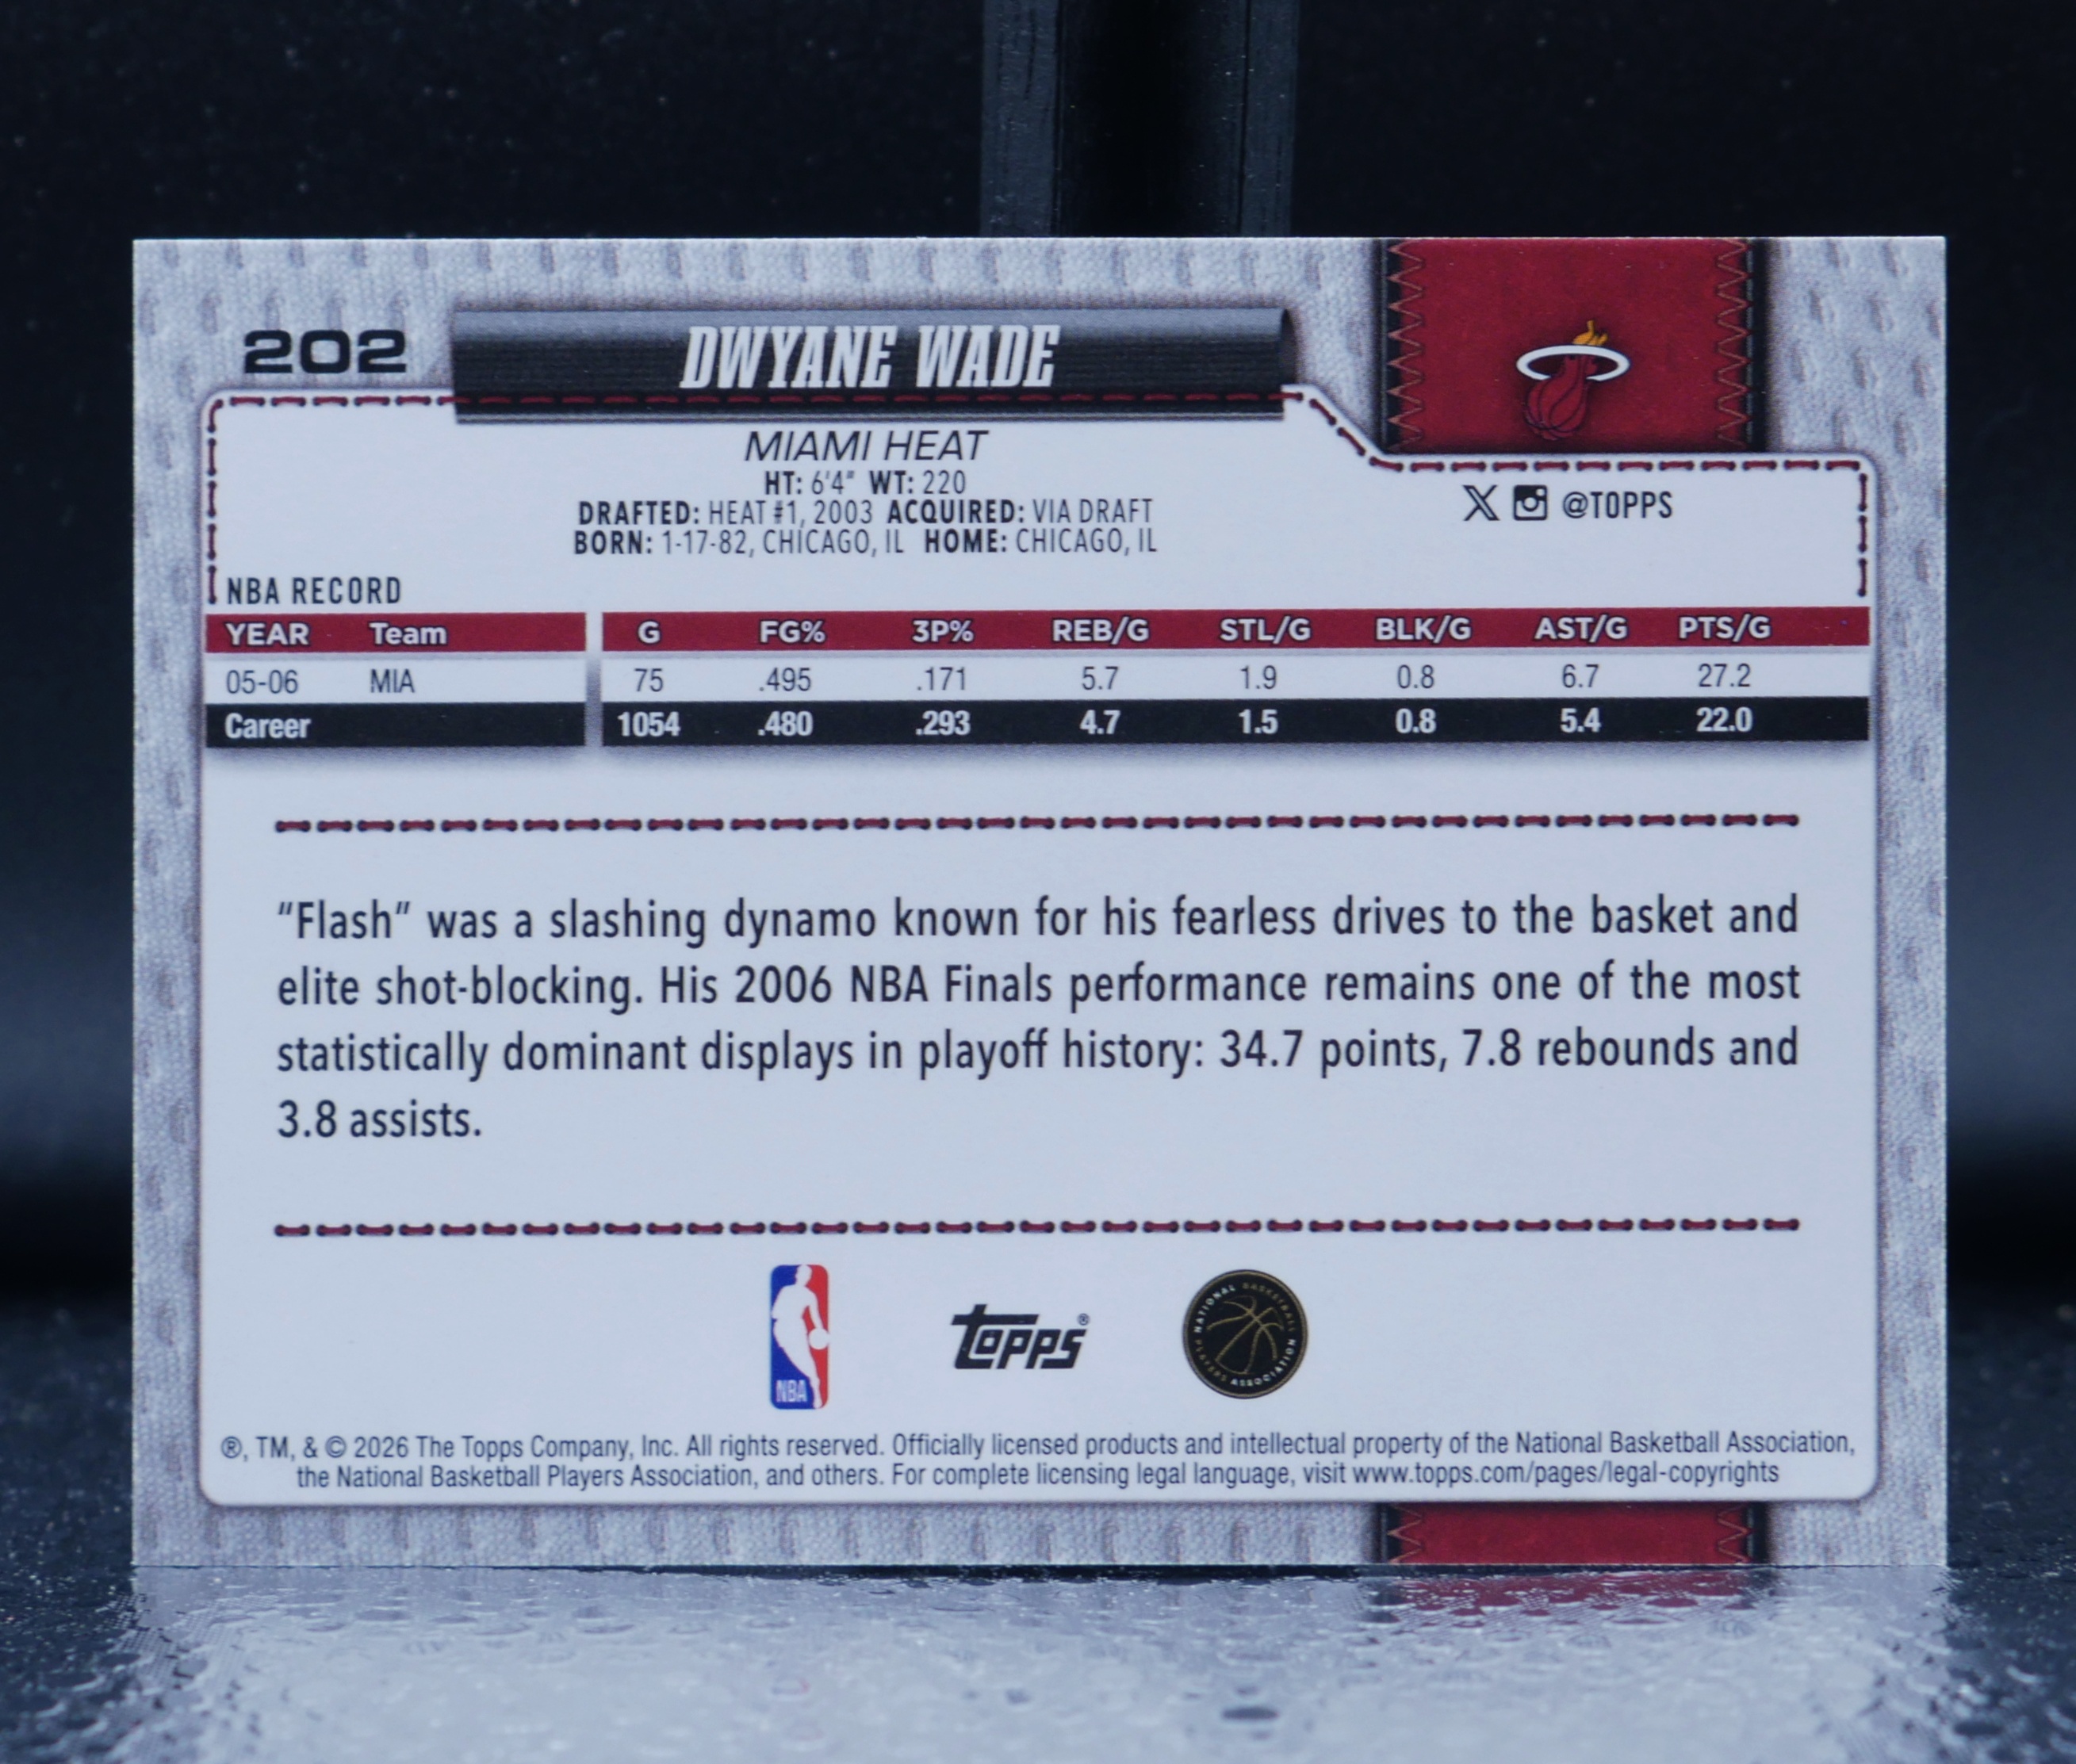 202
DWYANE WADE
MIAMI HEAT
HT: 6'4" WT: 220
DRAFTED: HEAT #1, 2003 ACQUIRED: VIA DRAFT
BORN: 1-17-82, CHICAGO, IL HOME: CHICAGO, IL
@TOPPS
NBA RECORD
YEAR Team G FG% 3P% REB/G STL/G BLK/G AST/G PTS/G
05-06 MIA 75 .495 .171 5.7 1.9 0.8 6.7 27.2
Career 1054 .480 .293 4.7 1.5 0.8 5.4 22.0
"Flash" was a slashing dynamo known for his fearless drives to the basket and
elite shot-blocking. His 2006 NBA Finals performance remains one of the most
statistically dominant displays in playoff history: 34.7 points, 7.8 rebounds and
3.8 assists.
NBA
topps®
NATIONAL BASKETBALL PLAYERS ASSOCIATION
®, TM, & © 2026 The Topps Company, Inc. All rights reserved. Officially licensed products and intellectual property of the National Basketball Association,
the National Basketball Players Association, and others. For complete licensing legal language, visit www.topps.com/pages/legal-copyrights